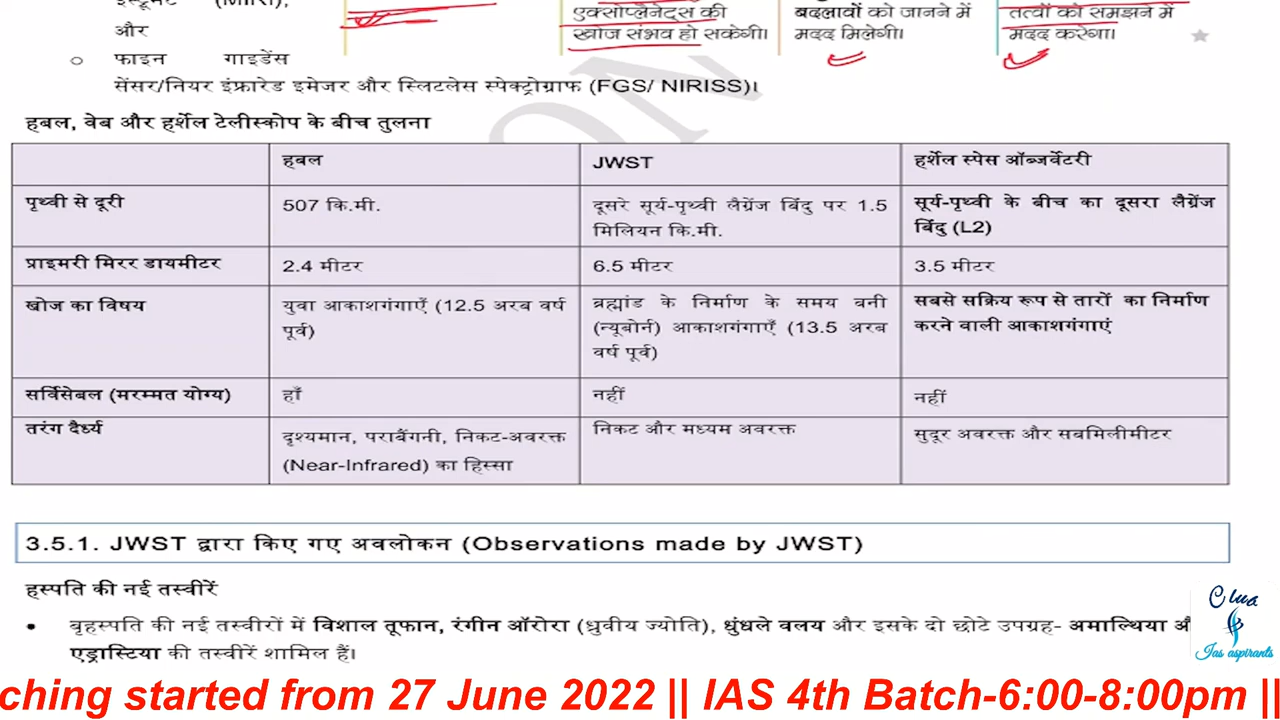 इंस्ट्रूमेंट (MIRI),
और
फाइन गाइडेंस
सेंसर/नियर इंफ्रारेड इमेजर और स्लिटलेस स्पेक्ट्रोग्राफ (FGS/ NIRISS)।
एक्सोप्लैनेट्स की
खोज संभव हो सकेगी।
बदलावों को जानने में
मदद मिलेगी।
तत्वों को समझने में
मदद करेगा।
हबल, वेब और हर्शेल टेलीस्कोप के बीच तुलना
हबल JWST हर्शेल स्पेस ऑब्जर्वेटरी
पृथ्वी से दूरी
507 कि.मी.
दूसरे सूर्य-पृथ्वी लैग्रेंज बिंदु पर 1.5
मिलियन कि.मी.
सूर्य-पृथ्वी के बीच का दूसरा लैग्रेंज
बिंदु (L2)
प्राइमरी मिरर डायमीटर 2.4 मीटर 6.5 मीटर 3.5 मीटर
खोज का विषय
युवा आकाशगंगाएँ (12.5 अरब वर्ष
पूर्व)
ब्रह्मांड के निर्माण के समय बनी
(न्यूबोर्न) आकाशगंगाएँ (13.5 अरब
वर्ष पूर्व)
सबसे सक्रिय रूप से तारों का निर्माण
करने वाली आकाशगंगाएं
सर्विसेबल (मरम्मत योग्य) हाँ नहीं नहीं
तरंग दैर्ध्य
दृश्यमान, पराबैंगनी, निकट-अवरक्त
(Near-Infrared) का हिस्सा
निकट और मध्यम अवरक्त
सुदूर अवरक्त और सबमिलीमीटर
3.5.1. JWST द्वारा किए गए अवलोकन (Observations made by JWST)
हस्पति की नई तस्वीरें
• बृहस्पति की नई तस्वीरों में विशाल तूफान, रंगीन ऑरोरा (ध्रुवीय ज्योति), धुंधले वलय और इसके दो छोटे उपग्रह- अमाल्थिया
एड्रास्टिया की तस्वीरें शामिल हैं।
Ias aspirants
ching started from 27 June 2022 || IAS 4th Batch-6:00-8:00pm ||